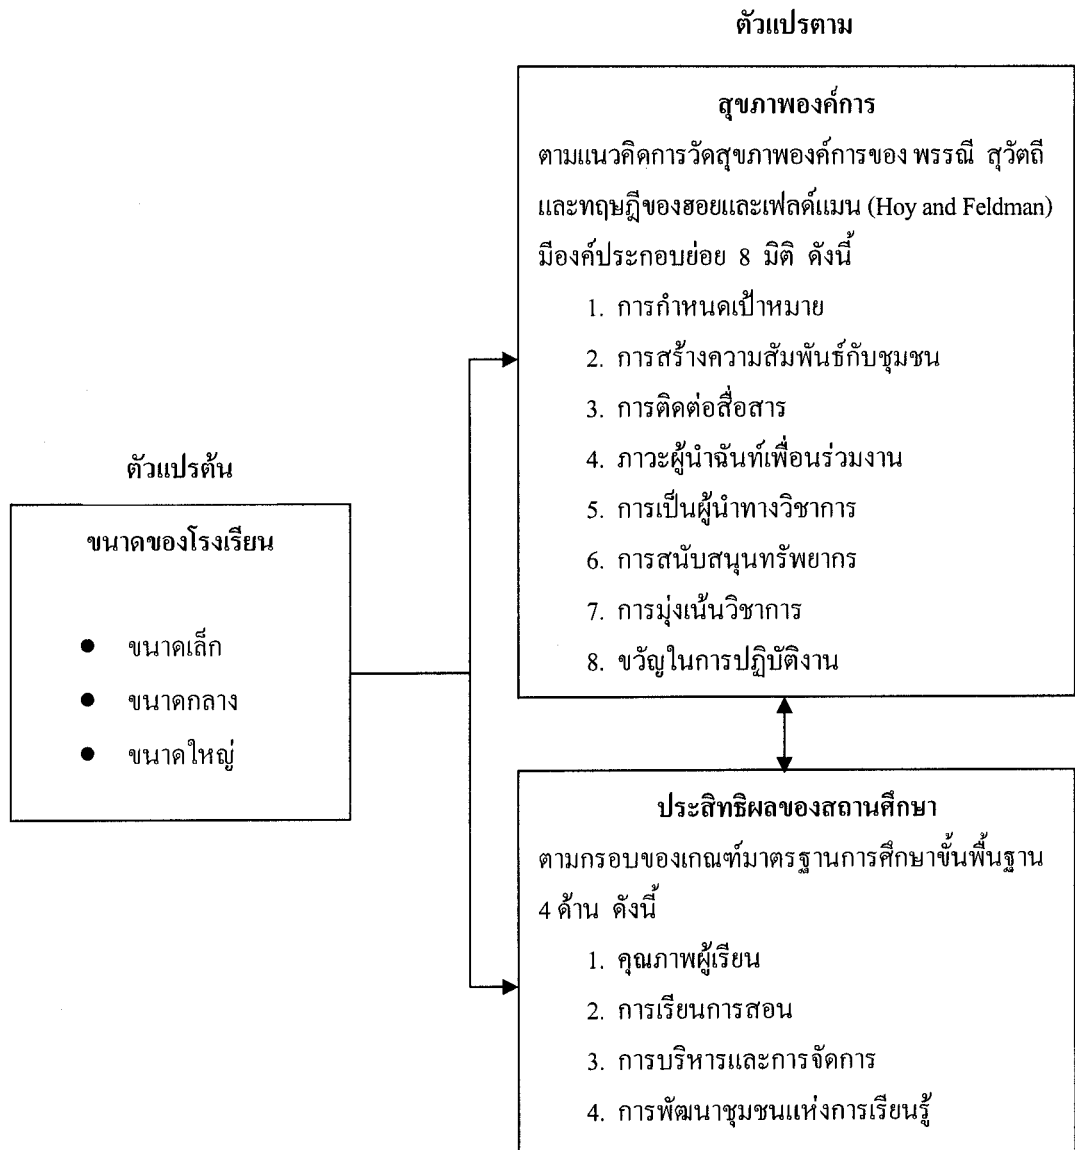 ตัวแปรตาม
สุขภาพองค์การ
ตามแนวคิดการวัดสุขภาพองค์การของ พรรณี สุวัตถี
และทฤษฎีของฮอยและเฟลด์แมน (Hoy and Feldman)
มีองค์ประกอบย่อย 8 มิติ ดังนี้
1. การกำหนดเป้าหมาย
2. การสร้างความสัมพันธ์กับชุมชน
3. การติดต่อสื่อสาร
4. ภาวะผู้นำฉันท์เพื่อนร่วมงาน
5. การเป็นผู้นำทางวิชาการ
6. การสนับสนุนทรัพยากร
7. การมุ่งเน้นวิชาการ
8. ขวัญในการปฏิบัติงาน
ตัวแปรต้น
ขนาดของโรงเรียน
● ขนาดเล็ก
● ขนาดกลาง
● ขนาดใหญ่
ประสิทธิผลของสถานศึกษา
ตามกรอบของเกณฑ์มาตรฐานการศึกษาขั้นพื้นฐาน
4 ด้าน ดังนี้
1. คุณภาพผู้เรียน
2. การเรียนการสอน
3. การบริหารและการจัดการ
4. การพัฒนาชุมชนแห่งการเรียนรู้